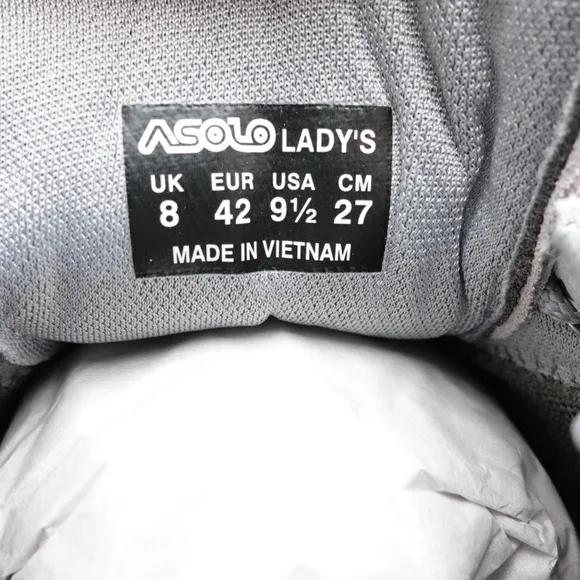 ASOLO LADY'S
UK EUR USA CM
8 42 9½ 27
MADE IN VIETNAM